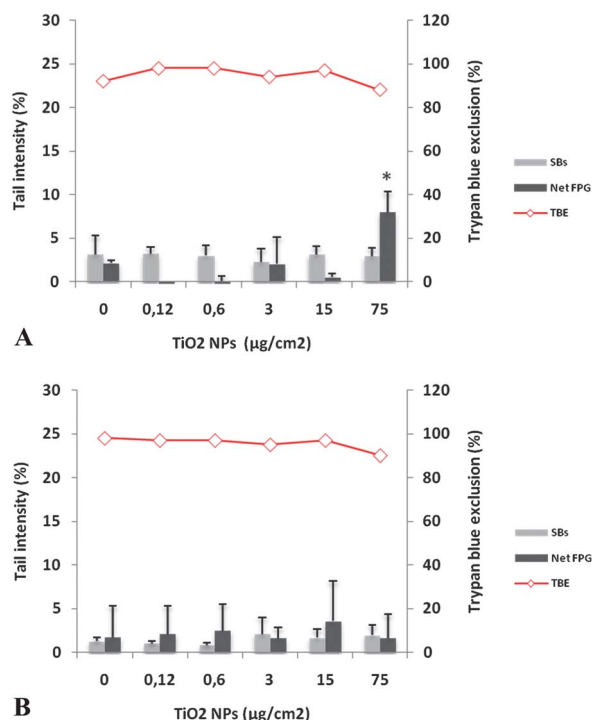 30
25
20
15
10
5
0
Tail intensity (%)
120
100
80
60
40
20
0
Trypan blue exclusion (%)
*
0 0,12 0,6 3 15 75
TiO2 NPs (µg/cm2)
SBs
Net FPG
TBE
A
30
25
20
15
10
5
0
Tail intensity (%)
120
100
80
60
40
20
0
Trypan blue exclusion (%)
0 0,12 0,6 3 15 75
TiO2 NPs (µg/cm2)
SBs
Net FPG
TBE
B